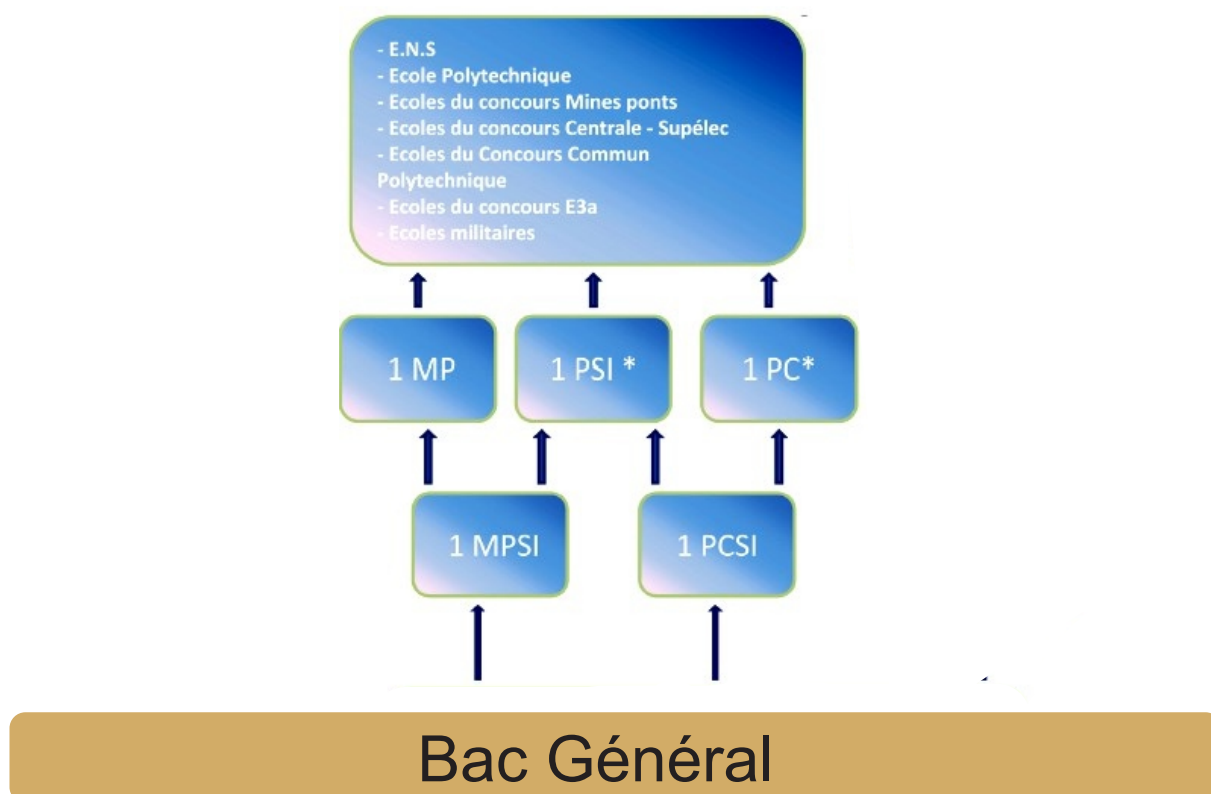 - E.N.S
- Ecole Polytechnique
- Ecoles du concours Mines ponts
- Ecoles du concours Centrale - Supélec
- Ecoles du Concours Commun
Polytechnique
- Ecoles du concours E3a
- Ecoles militaires
1 MP
1 PSI *
1 PC*
1 MPSI
1 PCSI
Bac Général